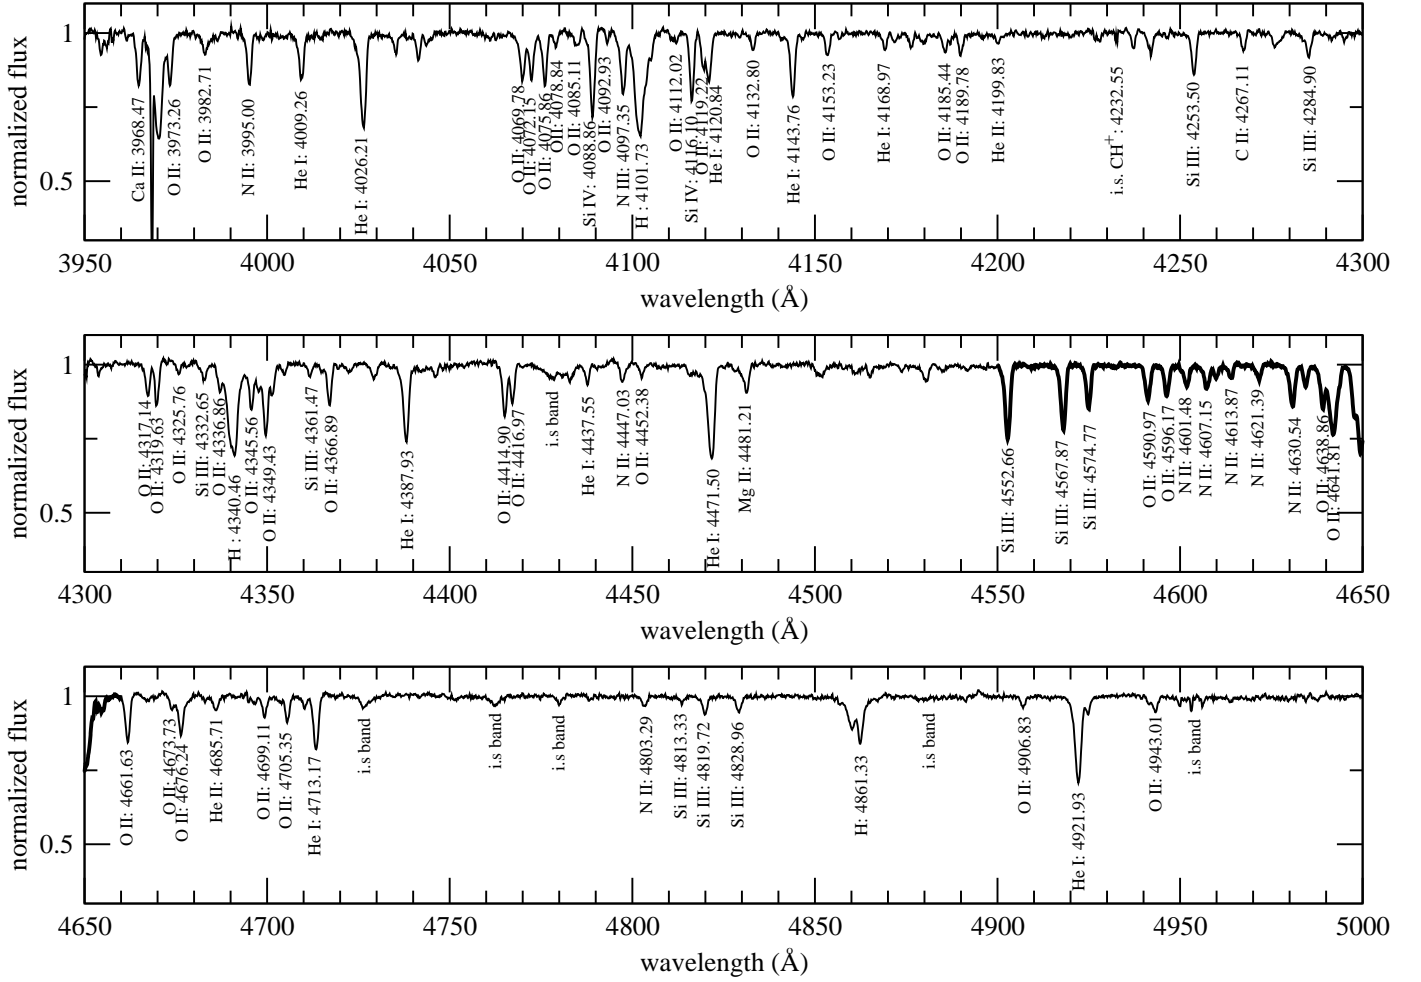 normalized flux
1
0.5
Ca II: 3968.47
O II: 3973.26
O II: 3982.71
N II: 3995.00
He I: 4009.26
He I: 4026.21
O II: 4069.78
O II: 4072.15
O II: 4075.86
O II: 4078.84
O II: 4085.11
Si IV: 4088.86
O II: 4092.93
N III: 4097.35
H : 4101.73
O II: 4112.02
Si IV: 4116.10
O II: 4119.22
He I: 4120.84
O II: 4132.80
He I: 4143.76
O II: 4153.23
He I: 4168.97
O II: 4185.44
O II: 4189.78
He II: 4199.83
i.s. CH+ : 4232.55
Si III: 4253.50
C II: 4267.11
Si III: 4284.90
3950 4000 4050 4100 4150 4200 4250 4300
wavelength (Å)
normalized flux
1
0.5
O II: 4317.14
O II: 4319.63
O II: 4325.76
Si III: 4332.65
O II: 4336.86
H : 4340.46
O II: 4345.56
O II: 4349.43
Si III: 4361.47
O II: 4366.89
He I: 4387.93
O II: 4414.90
O II: 4416.97
i.s band
He I: 4437.55
N II: 4447.03
O II: 4452.38
He I: 4471.50
Mg II: 4481.21
Si III: 4552.66
Si III: 4567.87
Si III: 4574.77
O II: 4590.97
O II: 4596.17
N II: 4601.48
N II: 4607.15
N II: 4613.87
N II: 4621.39
N II: 4630.54
O II: 4638.86
O II: 4641.81
4300 4350 4400 4450 4500 4550 4600 4650
wavelength (Å)
normalized flux
1
0.5
O II: 4661.63
O II: 4673.73
O II: 4676.24
He II: 4685.71
O II: 4699.11
O II: 4705.35
He I: 4713.17
i.s band
i.s band
i.s band
N II: 4803.29
Si III: 4813.33
Si III: 4819.72
Si III: 4828.96
H: 4861.33
i.s band
O II: 4906.83
He I: 4921.93
O II: 4943.01
i.s band
4650 4700 4750 4800 4850 4900 4950 5000
wavelength (Å)